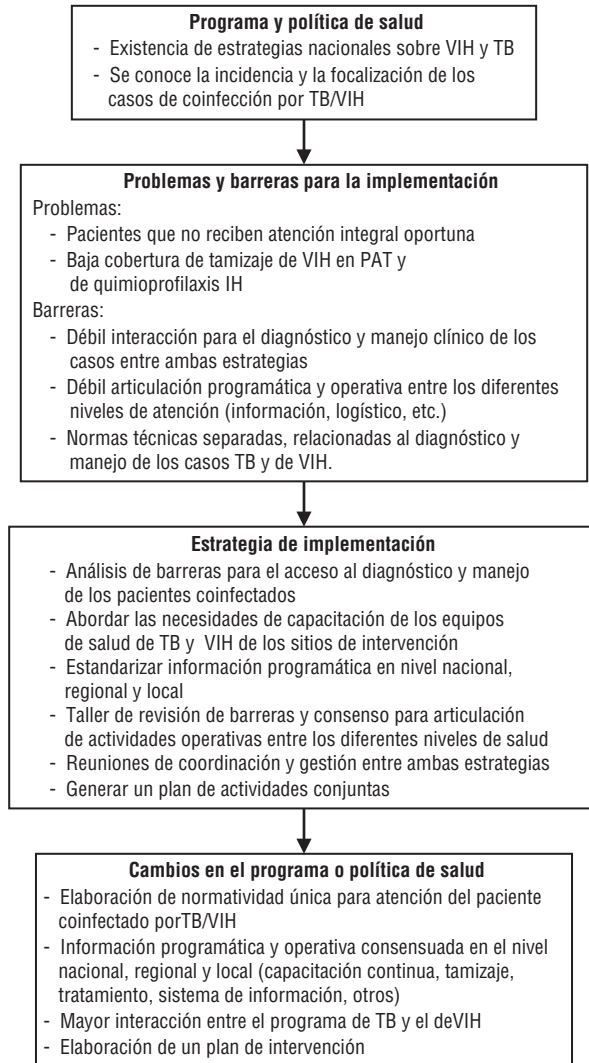 Programa y política de salud
- Existencia de estrategias nacionales sobre VIH y TB
- Se conoce la incidencia y la focalización de los
casos de coinfección por TB/VIH
Problemas y barreras para la implementación
Problemas:
- Pacientes que no reciben atención integral oportuna
- Baja cobertura de tamizaje de VIH en PAT y
de quimioprofilaxis IH
Barreras:
- Débil interacción para el diagnóstico y manejo clínico de los
casos entre ambas estrategias
- Débil articulación programática y operativa entre los diferentes
niveles de atención (información, logístico, etc.)
- Normas técnicas separadas, relacionadas al diagnóstico y
manejo de los casos TB y de VIH.
Estrategia de implementación
- Análisis de barreras para el acceso al diagnóstico y manejo
de los pacientes coinfectados
- Abordar las necesidades de capacitación de los equipos
de salud de TB y VIH de los sitios de intervención
- Estandarizar información programática en nivel nacional,
regional y local
- Taller de revisión de barreras y consenso para articulación
de actividades operativas entre los diferentes niveles de salud
- Reuniones de coordinación y gestión entre ambas estrategias
- Generar un plan de actividades conjuntas
Cambios en el programa o política de salud
- Elaboración de normatividad única para atención del paciente
coinfectado porTB/VIH
- Información programática y operativa consensuada en el nivel
nacional, regional y local (capacitación continua, tamizaje,
tratamiento, sistema de información, otros)
- Mayor interacción entre el programa de TB y el deVIH
- Elaboración de un plan de intervención